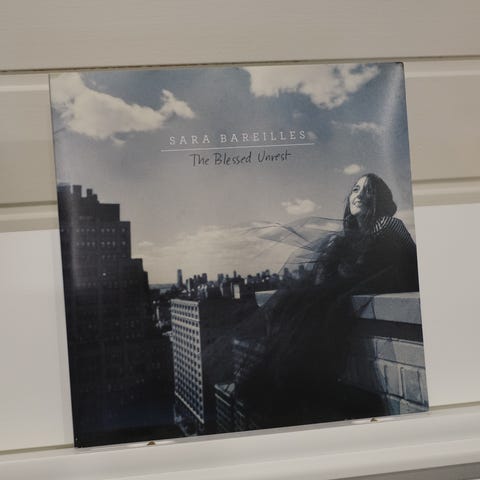 SARA BAREILLES
The Blessed Unrest